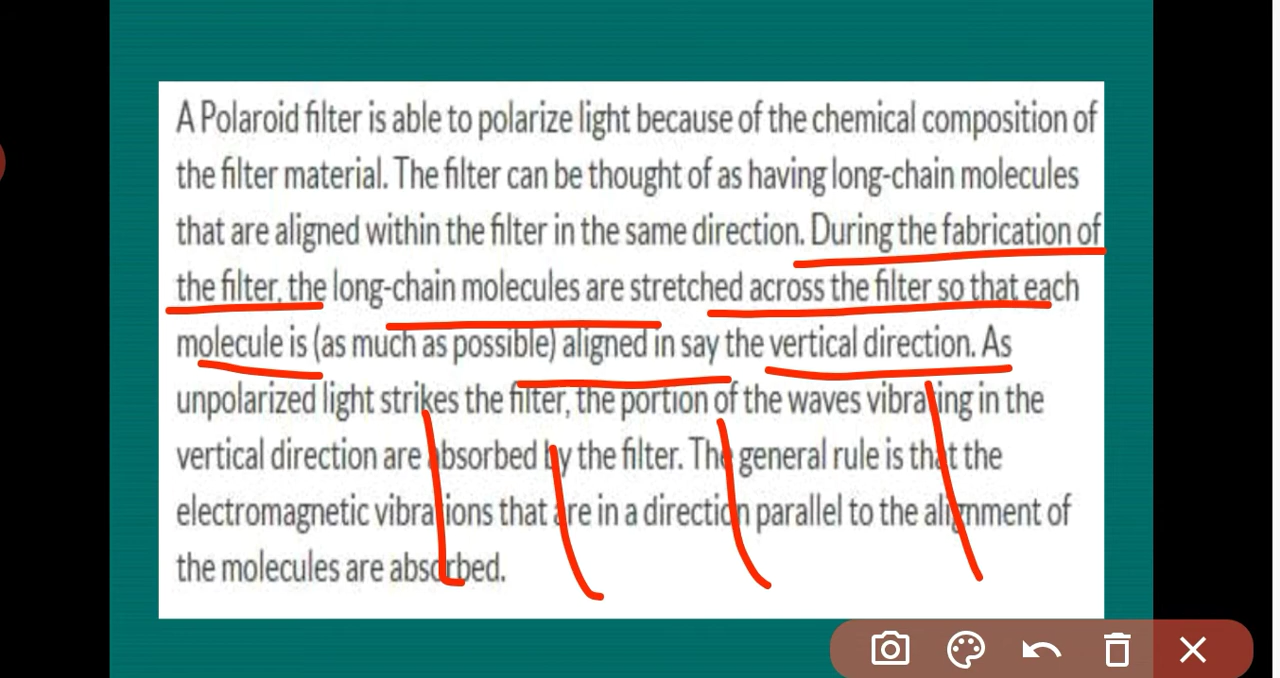 A Polaroid filter is able to polarize light because of the chemical composition of
the filter material. The filter can be thought of as having long-chain molecules
that are aligned within the filter in the same direction. During the fabrication of
the filter, the long-chain molecules are stretched across the filter so that each
molecule is (as much as possible) aligned in say the vertical direction. As
unpolarized light strikes the filter, the portion of the waves vibrating in the
vertical direction are absorbed by the filter. The general rule is that the
electromagnetic vibrations that are in a direction parallel to the alignment of
the molecules are absorbed.